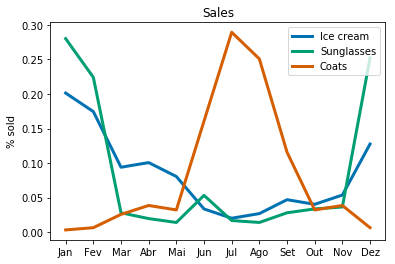 Sales
Ice cream
Sunglasses
Coats
% sold
0.30
0.25
0.20
0.15
0.10
0.05
0.00
Jan Fev Mar Abr Mai Jun Jul Ago Set Out Nov Dez